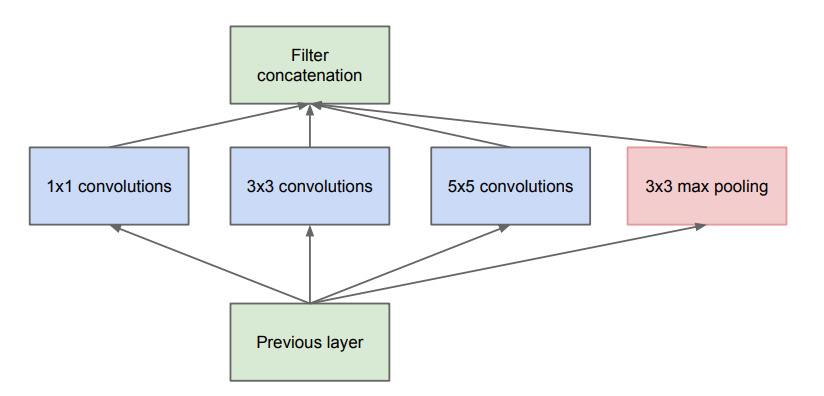 Filter
concatenation
1x1 convolutions
3x3 convolutions
5x5 convolutions
3x3 max pooling
Previous layer